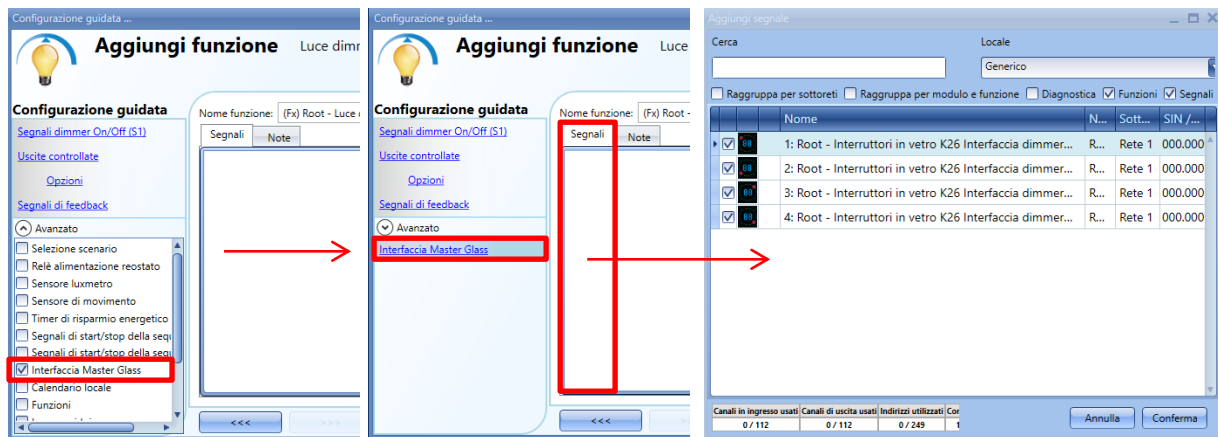 Configurazione guidata ...
Aggiungi funzione Luce dimm
Configurazione guidata
Segnali dimmer On/Off (S1)
Uscite controllate
Opzioni
Segnali di feedback
Avanzato
Selezione scenario
Relè alimentazione reostato
Sensore luxmetro
Sensore di movimento
Timer di risparmio energetico
Segnali di start/stop della sequ
Segnali di start/stop della sequ
Interfaccia Master Glass
Calendario locale
Funzioni
Nome funzione: (Fx) Root - Luce
Segnali Note
<<< >>>
Configurazione guidata ...
Aggiungi funzione Luce
Configurazione guidata
Segnali dimmer On/Off (S1)
Uscite controllate
Opzioni
Segnali di feedback
Avanzato
Interfaccia Master Glass
Nome funzione: (Fx) Root -
Segnali Note
<<<
Aggiungi segnale
Cerca Locale
Generico
Raggruppa per sottoreti Raggruppa per modulo e funzione Diagnostica Funzioni Segnali
Nome N... Sott... SIN /...
1: Root - Interruttori in vetro K26 Interfaccia dimmer... R... Rete 1 000.000
2: Root - Interruttori in vetro K26 Interfaccia dimmer... R... Rete 1 000.000
3: Root - Interruttori in vetro K26 Interfaccia dimmer... R... Rete 1 000.000
4: Root - Interruttori in vetro K26 Interfaccia dimmer... R... Rete 1 000.000
Canali in ingresso usati Canali di uscita usati Indirizzi utilizzati Cor
0 / 112 0 / 112 0 / 249 1
Annulla Conferma